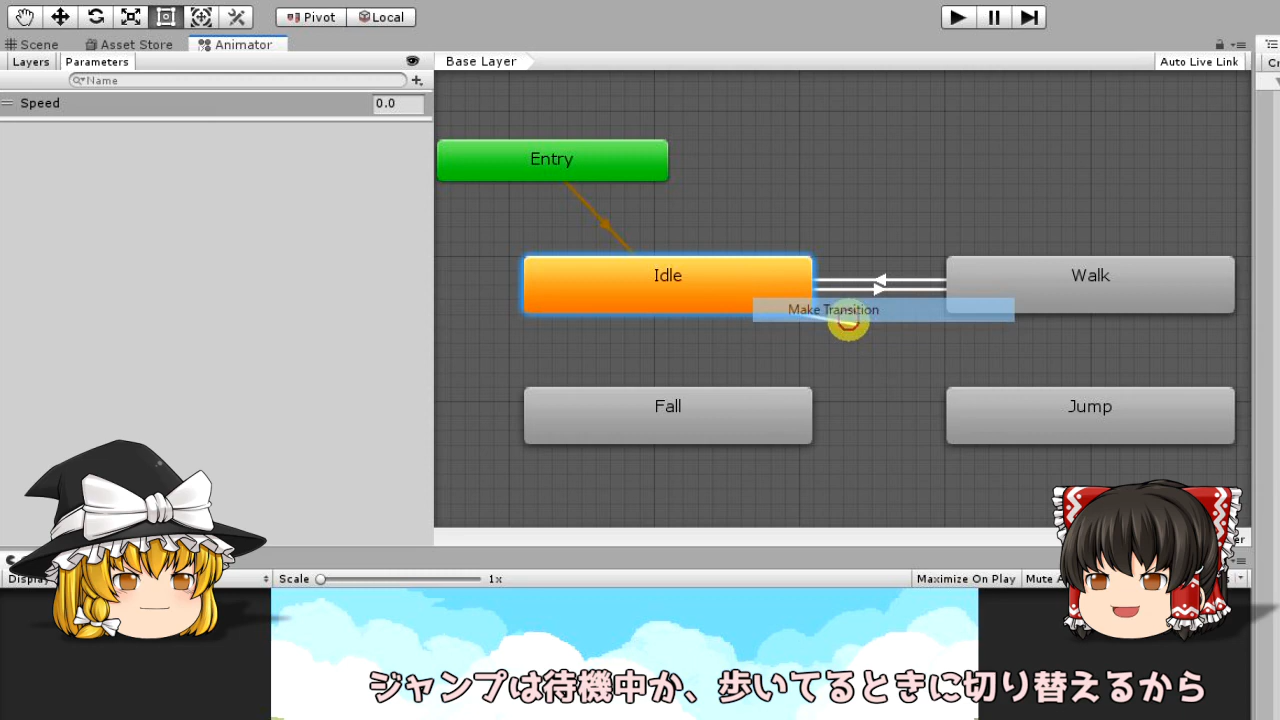 Pivot
Local
Scene
Asset Store
Animator
Layers
Parameters
Base Layer
Auto Live Link
Name
Speed
0.0
Entry
Idle
Walk
Make Transition
Fall
Jump
Scale
1x
Maximize On Play
Mute
ジャンプは待機中か、歩いてるときに切り替えるから